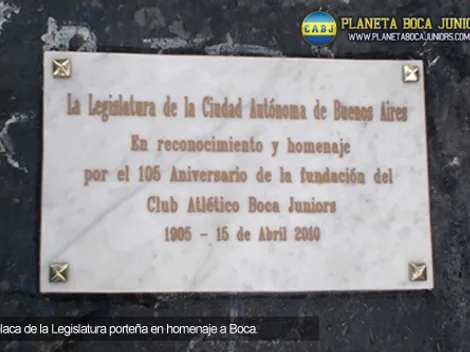 CABJ
PLANETA BOCA JUNIO
WWW.PLANETABOCAJUNIORS.COM
La Legislatura de la Ciudad Autónoma de Buenos Aires
En reconocimiento y homenaje
por el 105 Aniversario de la fundación del
Club Atlético Boca Juniors
1905 - 15 de Abril 2010
laca de la Legislatura porteña en homenaje a Boca.